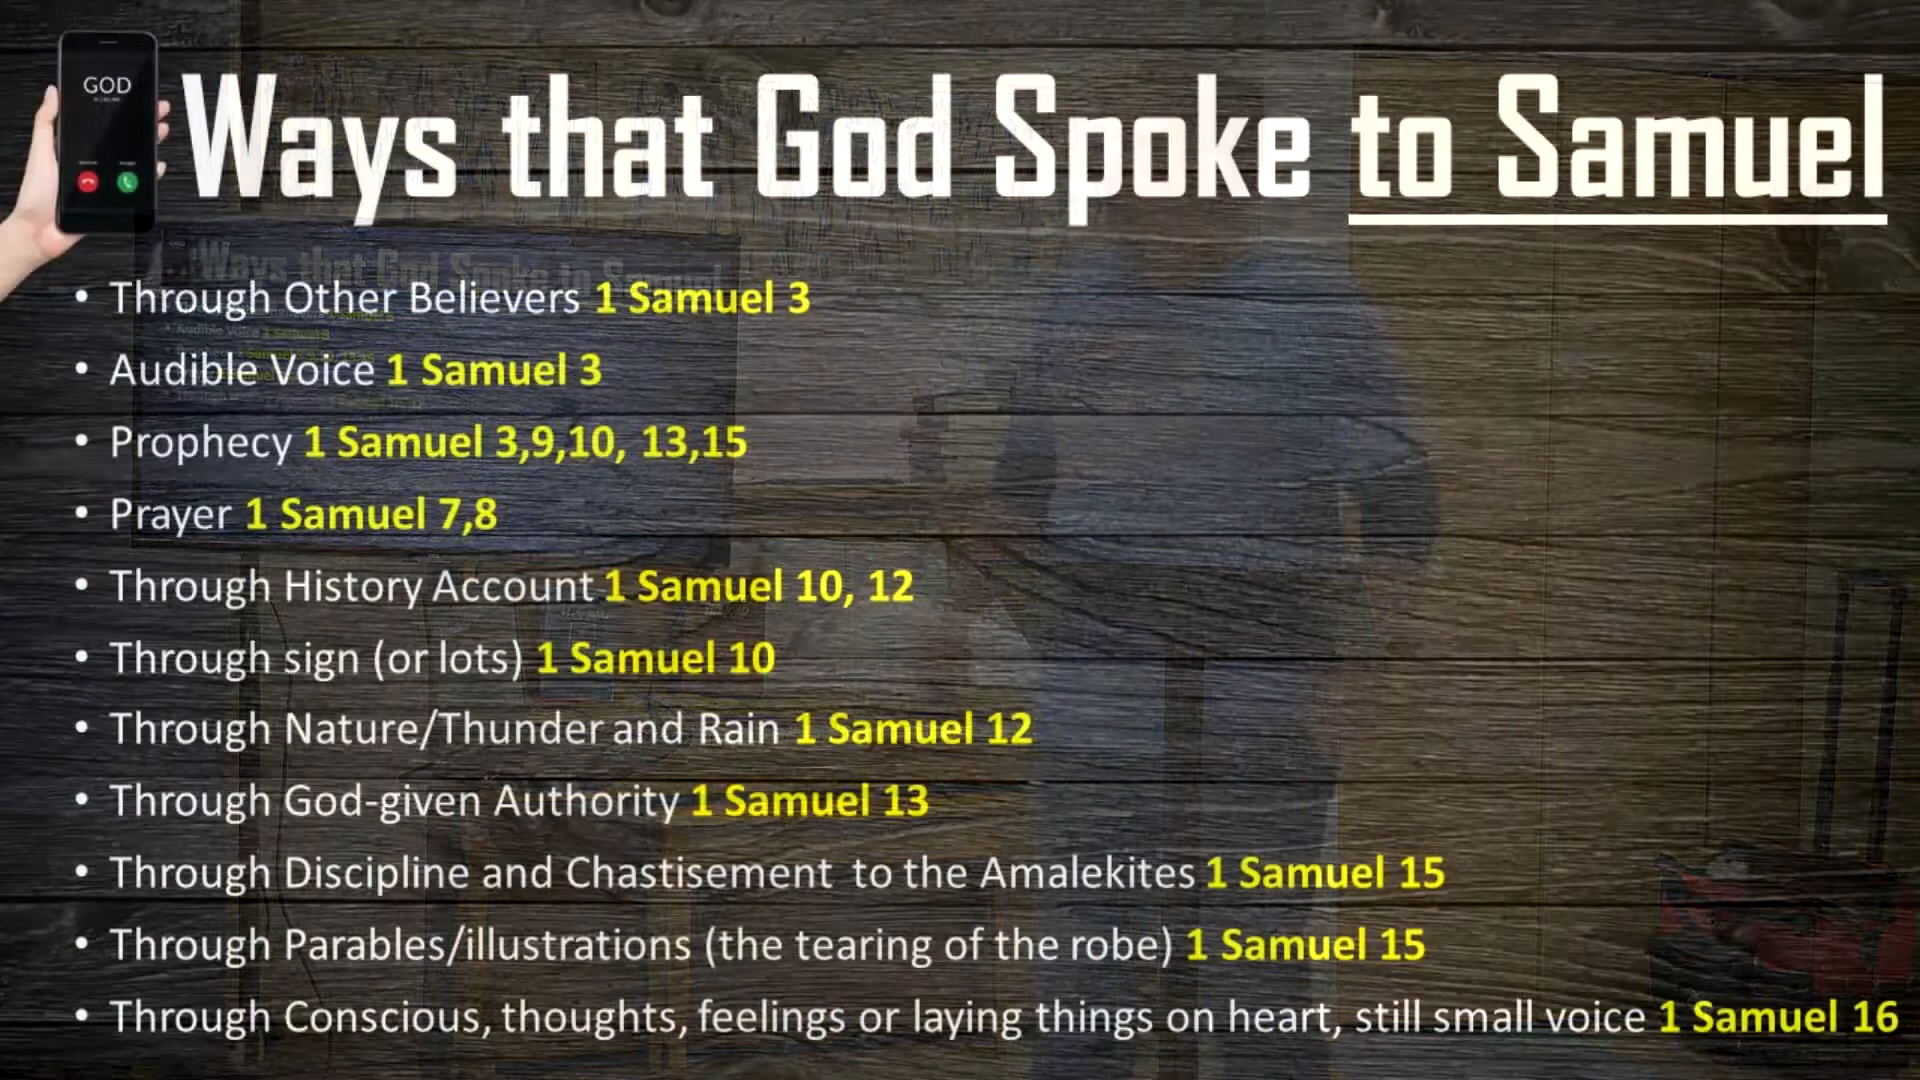 GOD
Ways that God Spoke to Samuel
• Through Other Believers 1 Samuel 3
• Audible Voice 1 Samuel 3
• Prophecy 1 Samuel 3,9,10, 13,15
• Prayer 1 Samuel 7,8
• Through History Account 1 Samuel 10, 12
• Through sign (or lots) 1 Samuel 10
• Through Nature/Thunder and Rain 1 Samuel 12
• Through God-given Authority 1 Samuel 13
• Through Discipline and Chastisement to the Amalekites 1 Samuel 15
• Through Parables/illustrations (the tearing of the robe) 1 Samuel 15
• Through Conscious, thoughts, feelings or laying things on heart, still small voice 1 Samuel 16